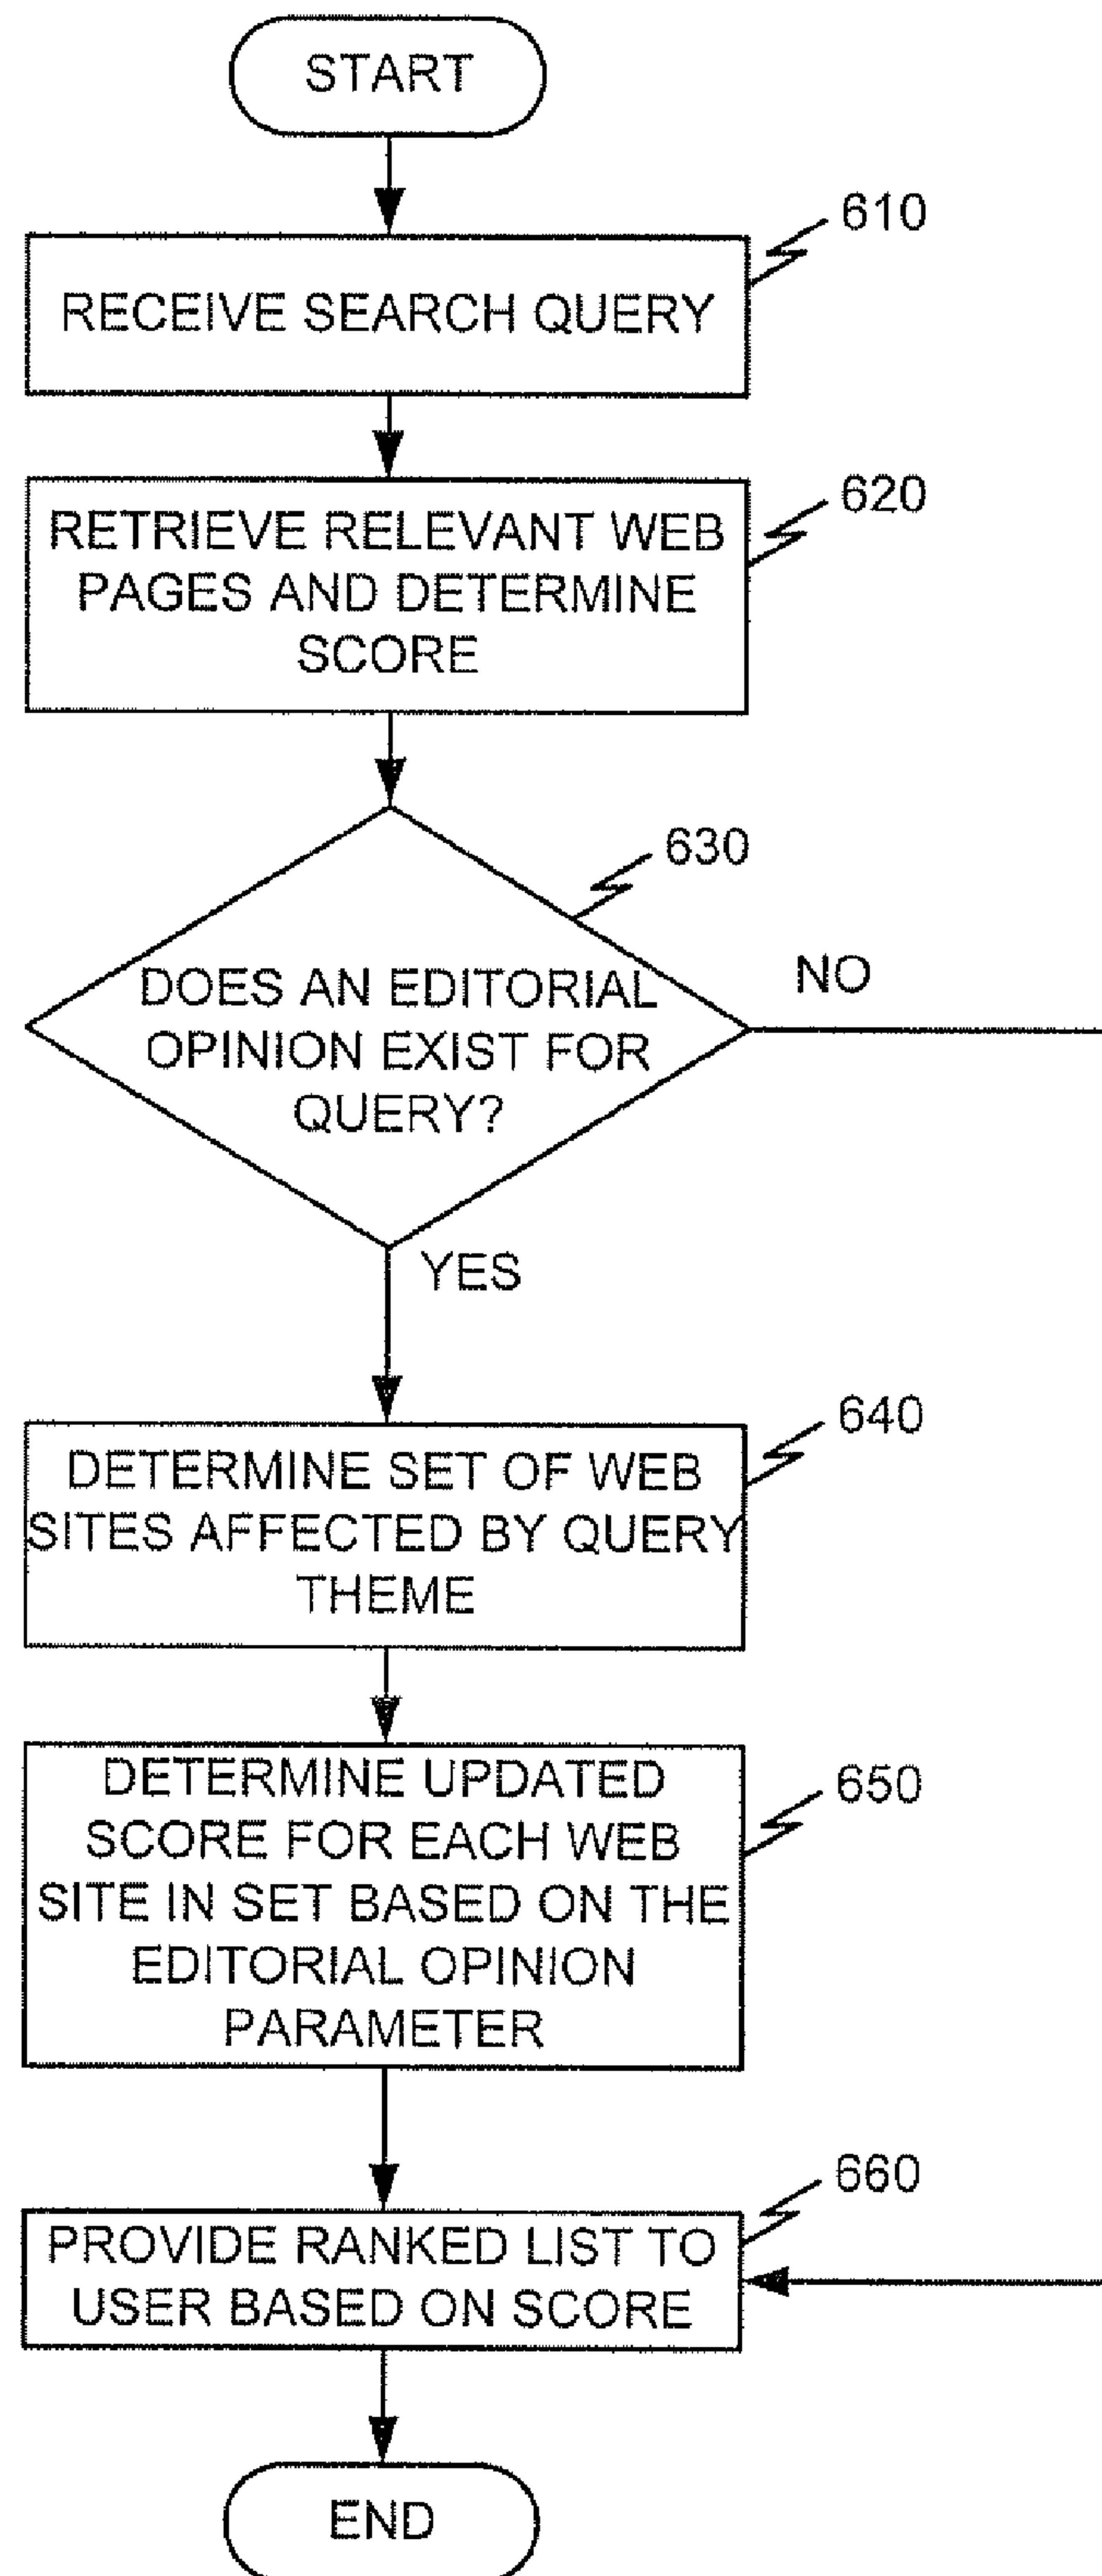 START
610
RECEIVE SEARCH QUERY
620
RETRIEVE RELEVANT WEB
PAGES AND DETERMINE
SCORE
630
DOES AN EDITORIAL
OPINION EXIST FOR
QUERY?
NO
YES
640
DETERMINE SET OF WEB
SITES AFFECTED BY QUERY
THEME
650
DETERMINE UPDATED
SCORE FOR EACH WEB
SITE IN SET BASED ON THE
EDITORIAL OPINION
PARAMETER
660
PROVIDE RANKED LIST TO
USER BASED ON SCORE
END